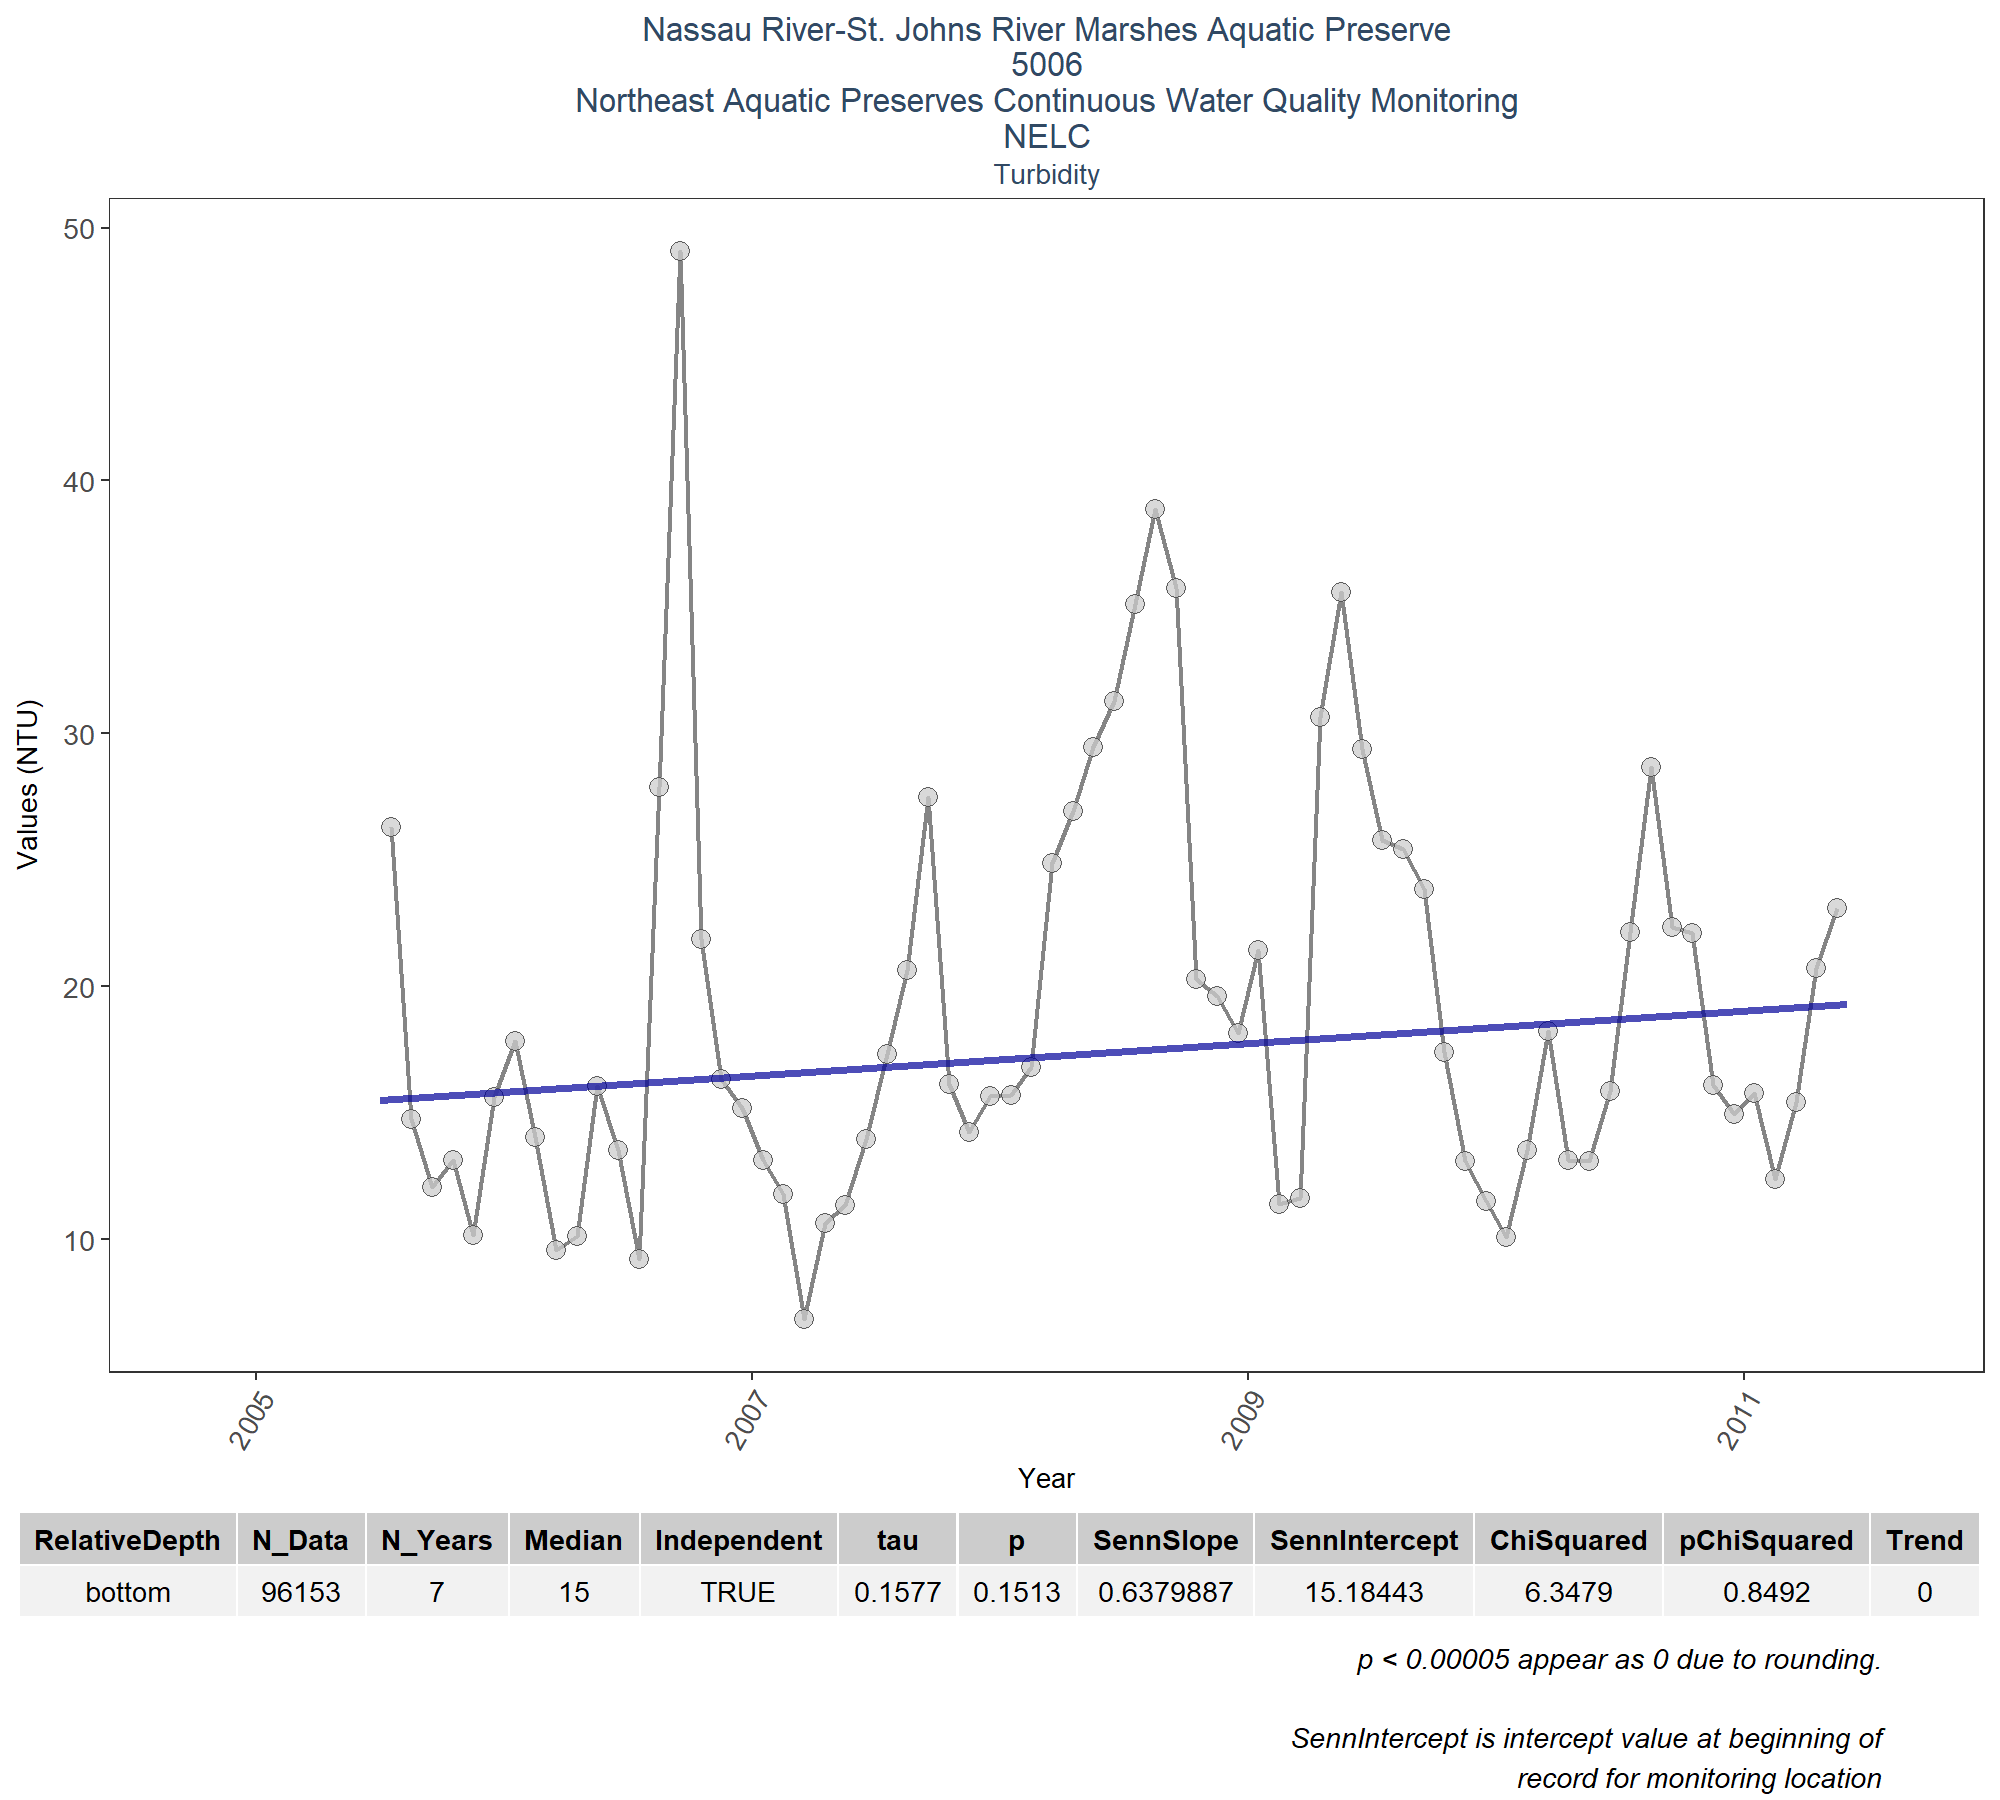 Nassau River-St. Johns River Marshes Aquatic Preserve
5006
Northeast Aquatic Preserves Continuous Water Quality Monitoring
NELC
Turbidity
50
40
30
20
10
Values (NTU)
2005
2007
2009
2011
Year
RelativeDepth N_Data N_Years Median Independent tau p SennSlope SennIntercept ChiSquared pChiSquared Trend
bottom 96153 7 15 TRUE 0.1577 0.1513 0.6379887 15.18443 6.3479 0.8492 0
p < 0.00005 appear as 0 due to rounding.
SennIntercept is intercept value at beginning of
record for monitoring location